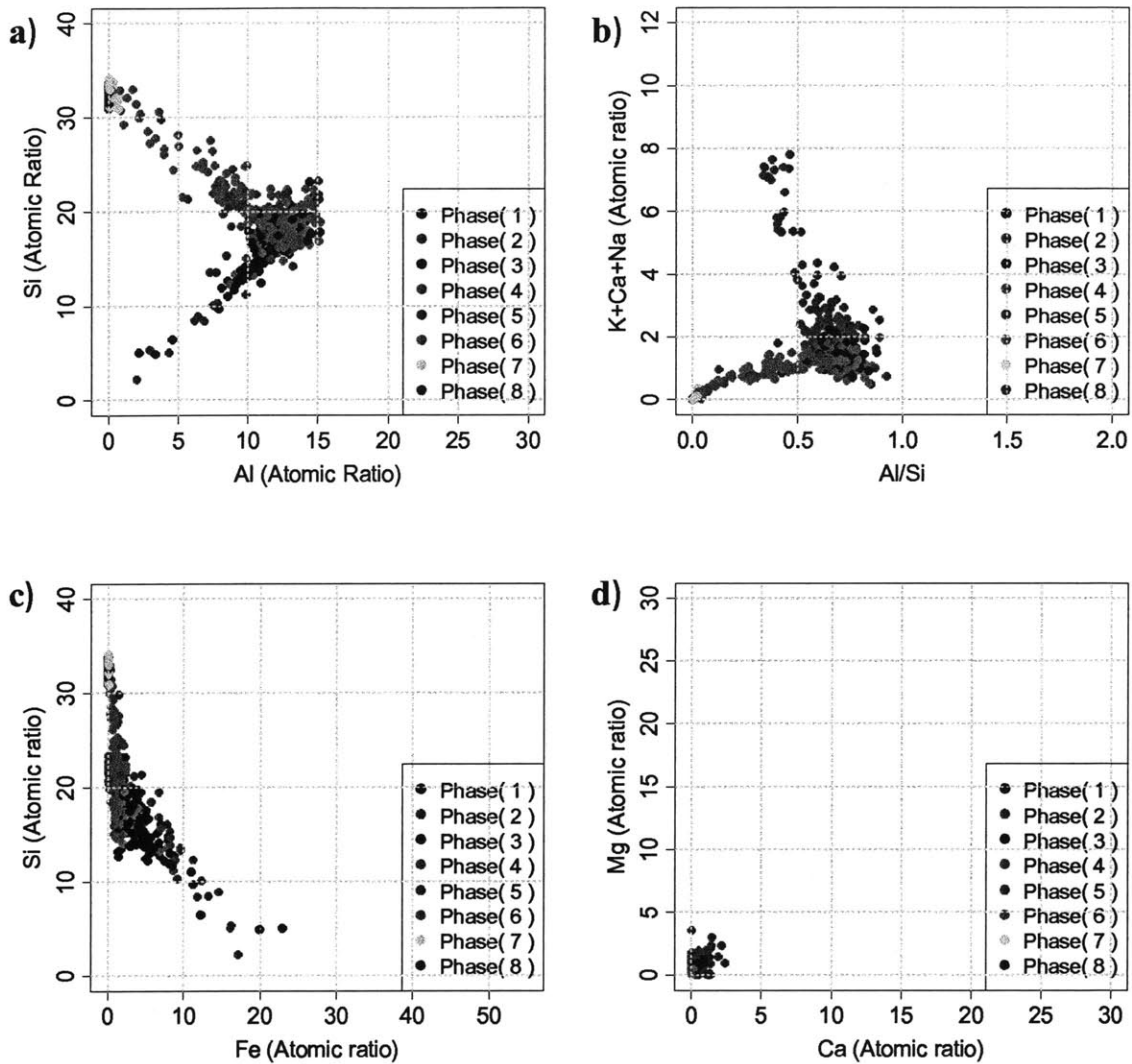 a)
Si (Atomic Ratio)
0 10 20 30 40
0 5 10 15 20 25 30
Al (Atomic Ratio)
Phase( 1 )
Phase( 2 )
Phase( 3 )
Phase( 4 )
Phase( 5 )
Phase( 6 )
Phase( 7 )
Phase( 8 )
b)
K+Ca+Na (Atomic ratio)
0 2 4 6 8 10 12
0.0 0.5 1.0 1.5 2.0
Al/Si
Phase( 1 )
Phase( 2 )
Phase( 3 )
Phase( 4 )
Phase( 5 )
Phase( 6 )
Phase( 7 )
Phase( 8 )
c)
Si (Atomic ratio)
0 10 20 30 40
0 10 20 30 40 50
Fe (Atomic ratio)
Phase( 1 )
Phase( 2 )
Phase( 3 )
Phase( 4 )
Phase( 5 )
Phase( 6 )
Phase( 7 )
Phase( 8 )
d)
Mg (Atomic ratio)
0 5 10 15 20 25 30
0 5 10 15 20 25 30
Ca (Atomic ratio)
Phase( 1 )
Phase( 2 )
Phase( 3 )
Phase( 4 )
Phase( 5 )
Phase( 6 )
Phase( 7 )
Phase( 8 )